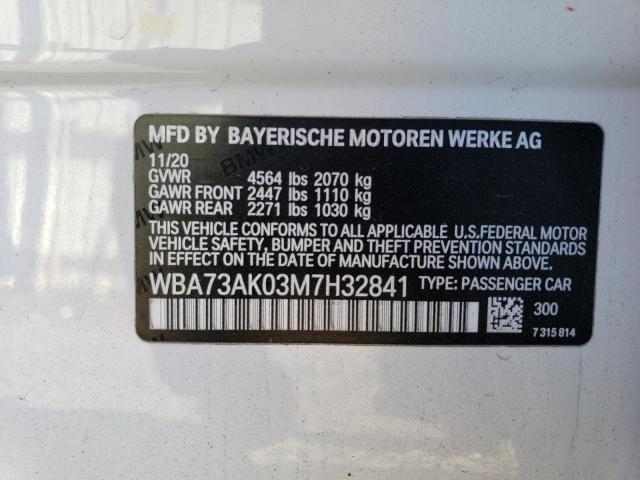 MFD BY BAYERISCHE MOTOREN WERKE AG
11/20
GVWR 4564 lbs 2070 kg
GAWR FRONT 2447 lbs 1110 kg
GAWR REAR 2271 lbs 1030 kg
THIS VEHICLE CONFORMS TO ALL APPLICABLE U.S.FEDERAL MOTOR
VEHICLE SAFETY, BUMPER AND THEFT PREVENTION STANDARDS
IN EFFECT ON THE DATE OF MANUFACTURE SHOWN ABOVE.
WBA73AK03M7H32841 TYPE: PASSENGER CAR
300
7 315 814